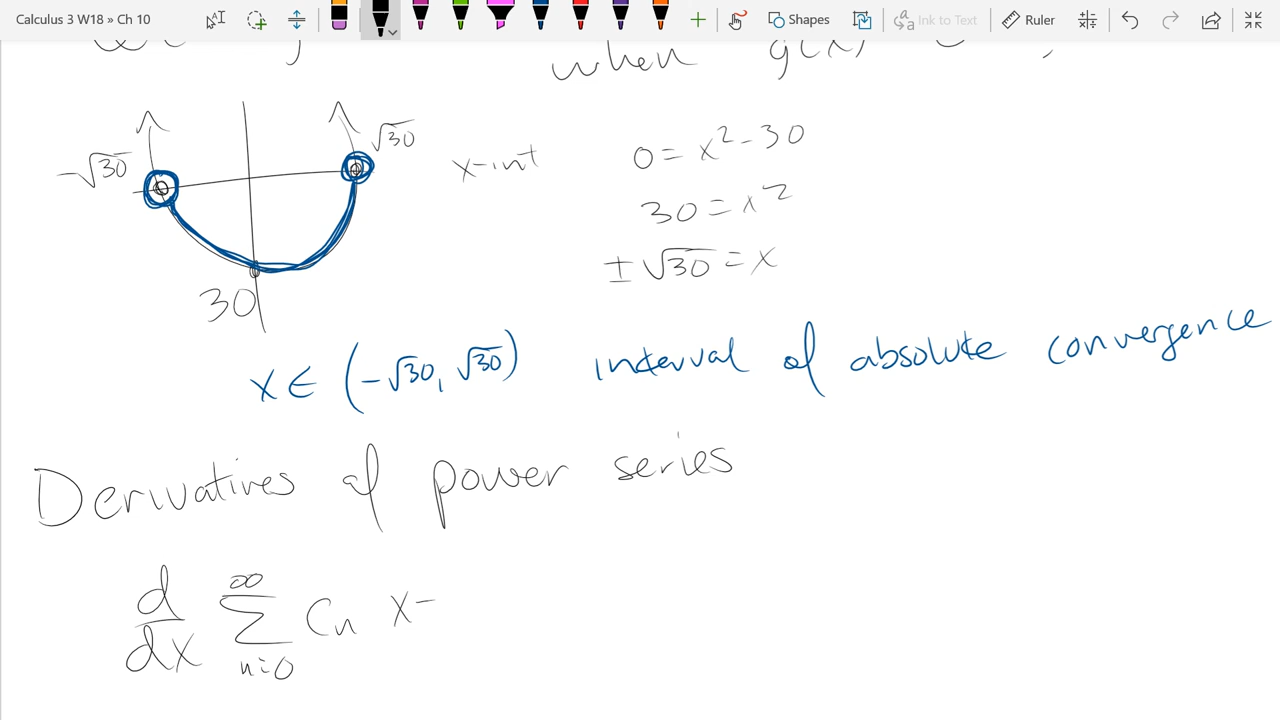 Calculus 3 W18 » Ch 10 Shapes Ink to Text Ruler
when g(x)
-√30 √30
x-int
0 = x² - 30
30 = x²
± √30 = x
30
x ∈ (-√30, √30) interval of absolute convergence
Derivatives of power series
d/dx ∑ n=0 ∞ Cn x-